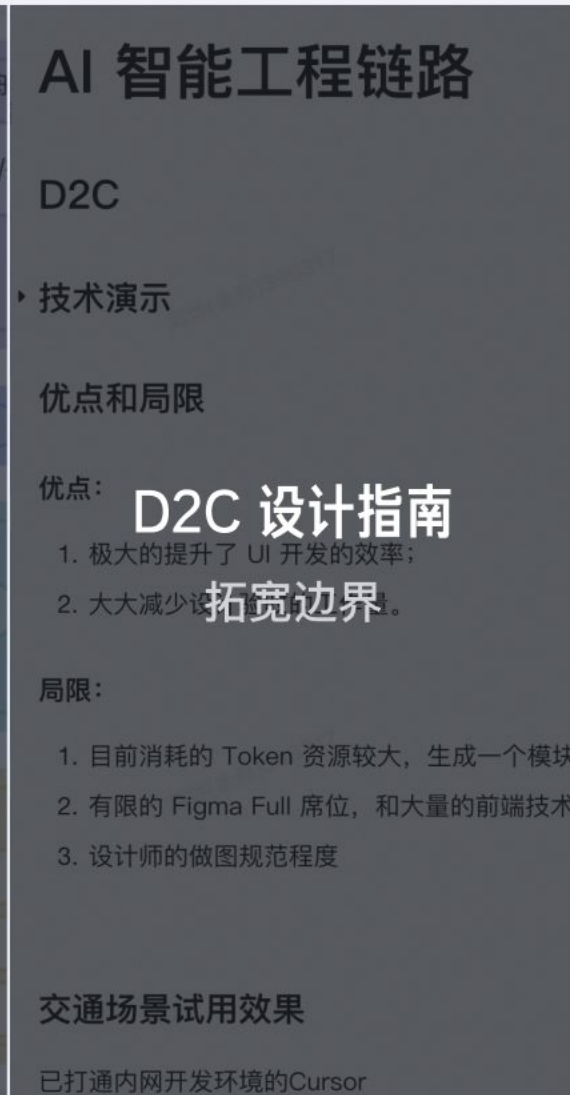 AI 智能工程链路
D2C
技术演示
优点和局限
优点：
D2C 设计指南
1. 极大的提升了 UI 开发的效率；
拓宽边界
2. 大大减少设 量。
局限：
1. 目前消耗的 Token 资源较大，生成一个模块
2. 有限的 Figma Full 席位，和大量的前端技术
3. 设计师的做图规范程度
交通场景试用效果
已打通内网开发环境的Cursor